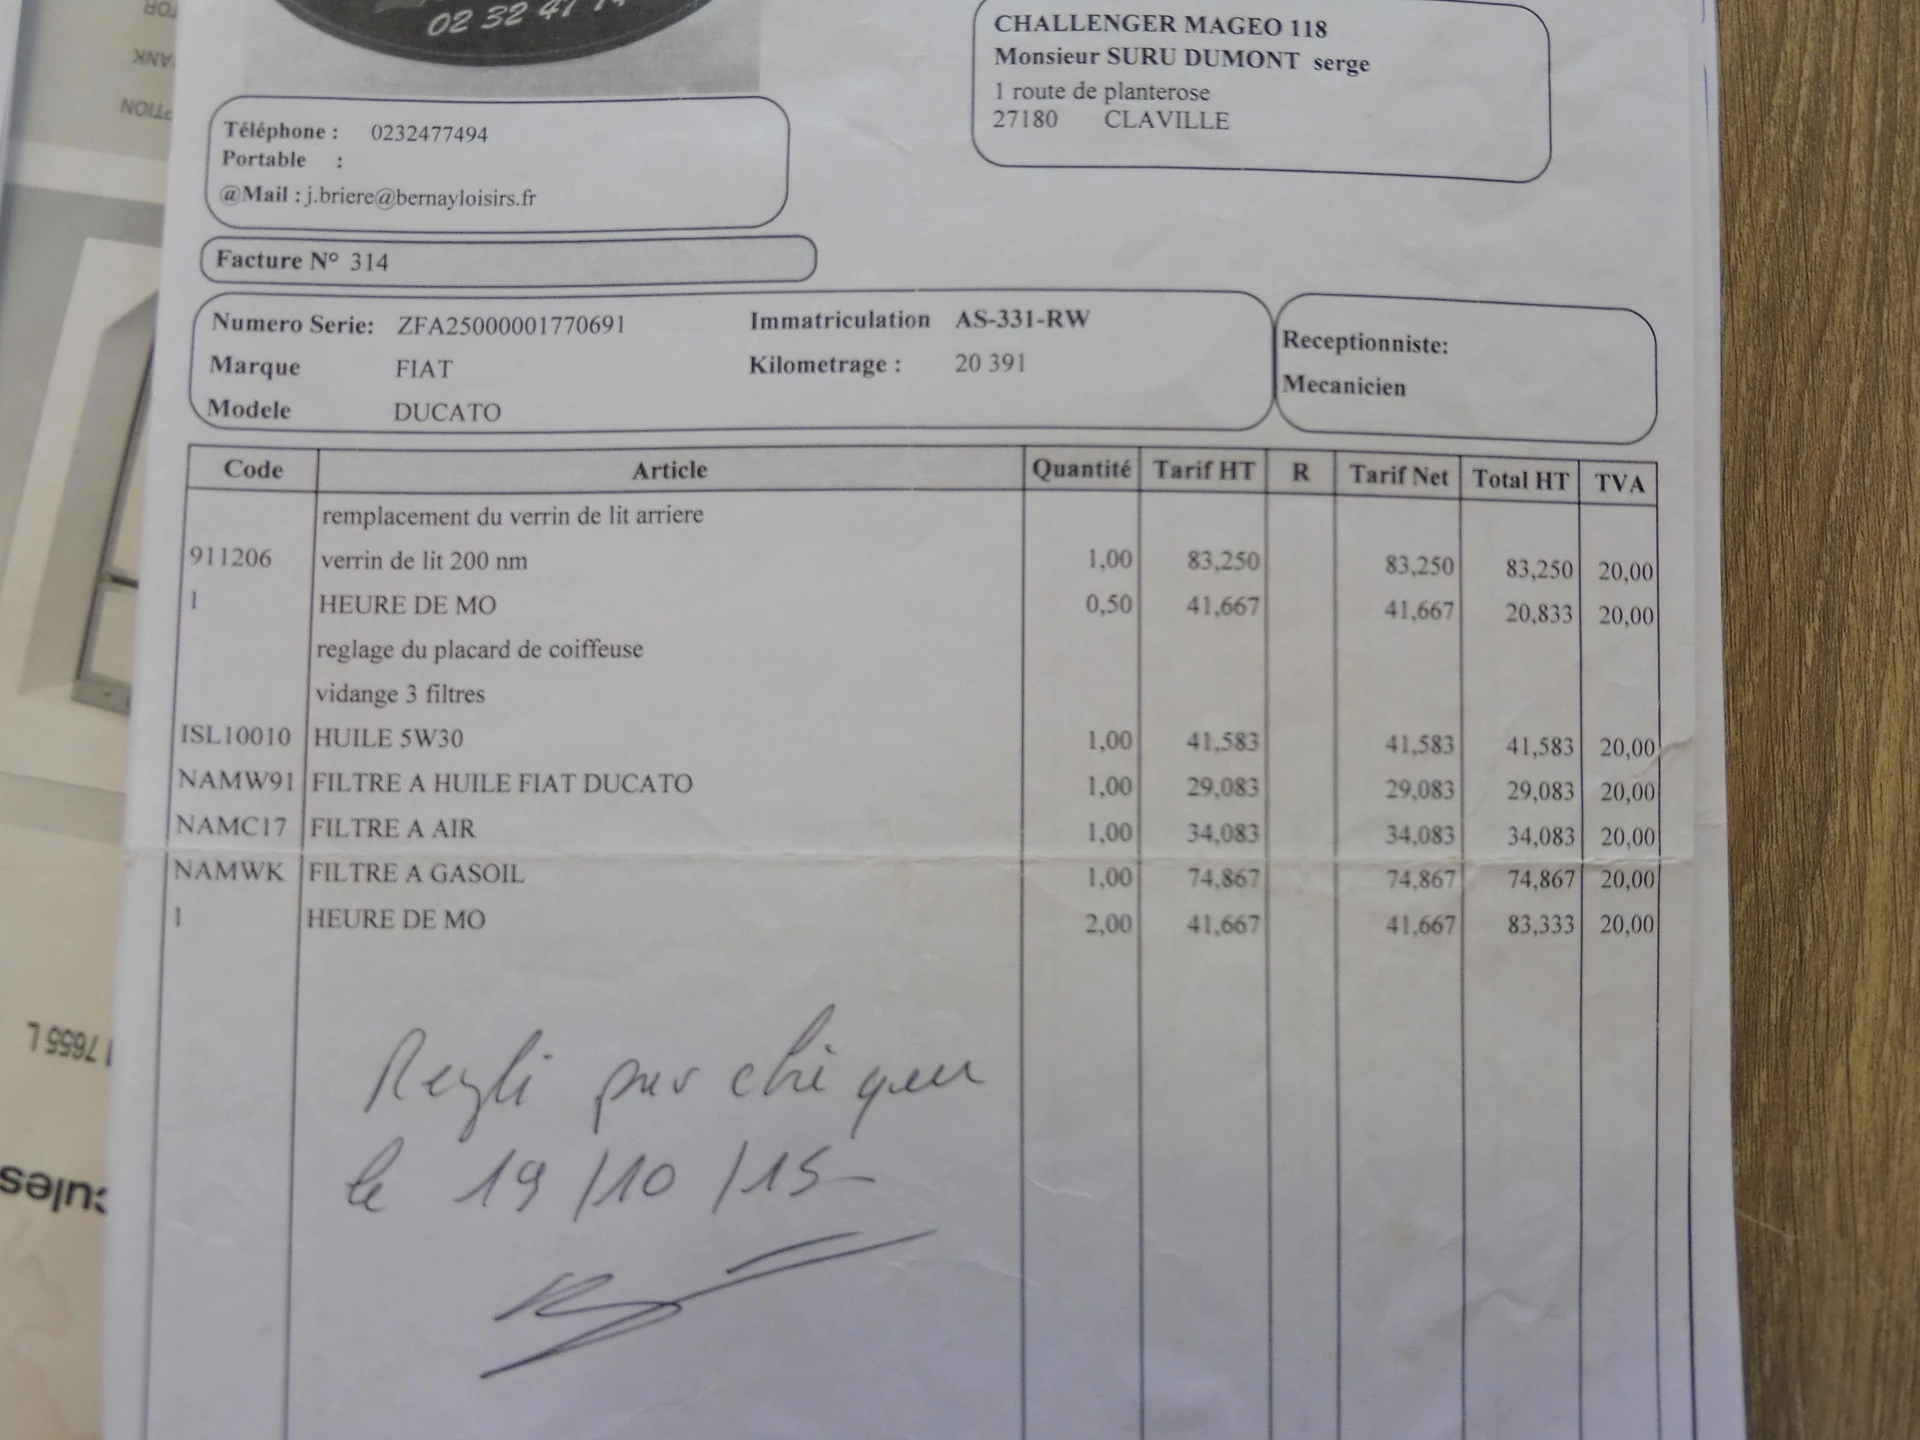 02 32 47 74
CHALLENGER MAGEO 118
Monsieur SURU DUMONT serge
1 route de planterose
27180 CLAVILLE
Téléphone : 0232477494
Portable :
@Mail : j.briere@bernayloisirs.fr
Facture N° 314
Numero Serie: ZFA25000001770691 Immatriculation AS-331-RW
Marque FIAT Kilometrage : 20 391
Modele DUCATO
Receptionniste:
Mecanicien
Code Article Quantité Tarif HT R Tarif Net Total HT TVA
remplacement du verrin de lit arriere
911206 verrin de lit 200 nm 1,00 83,250 83,250 83,250 20,00
1 HEURE DE MO 0,50 41,667 41,667 20,833 20,00
reglage du placard de coiffeuse
vidange 3 filtres
ISL10010 HUILE 5W30 1,00 41,583 41,583 41,583 20,00
NAMW91 FILTRE A HUILE FIAT DUCATO 1,00 29,083 29,083 29,083 20,00
NAMC17 FILTRE A AIR 1,00 34,083 34,083 34,083 20,00
NAMWK FILTRE A GASOIL 1,00 74,867 74,867 74,867 20,00
1 HEURE DE MO 2,00 41,667 41,667 83,333 20,00
Reglé par chèque
le 19/10/15
7655 L
cules